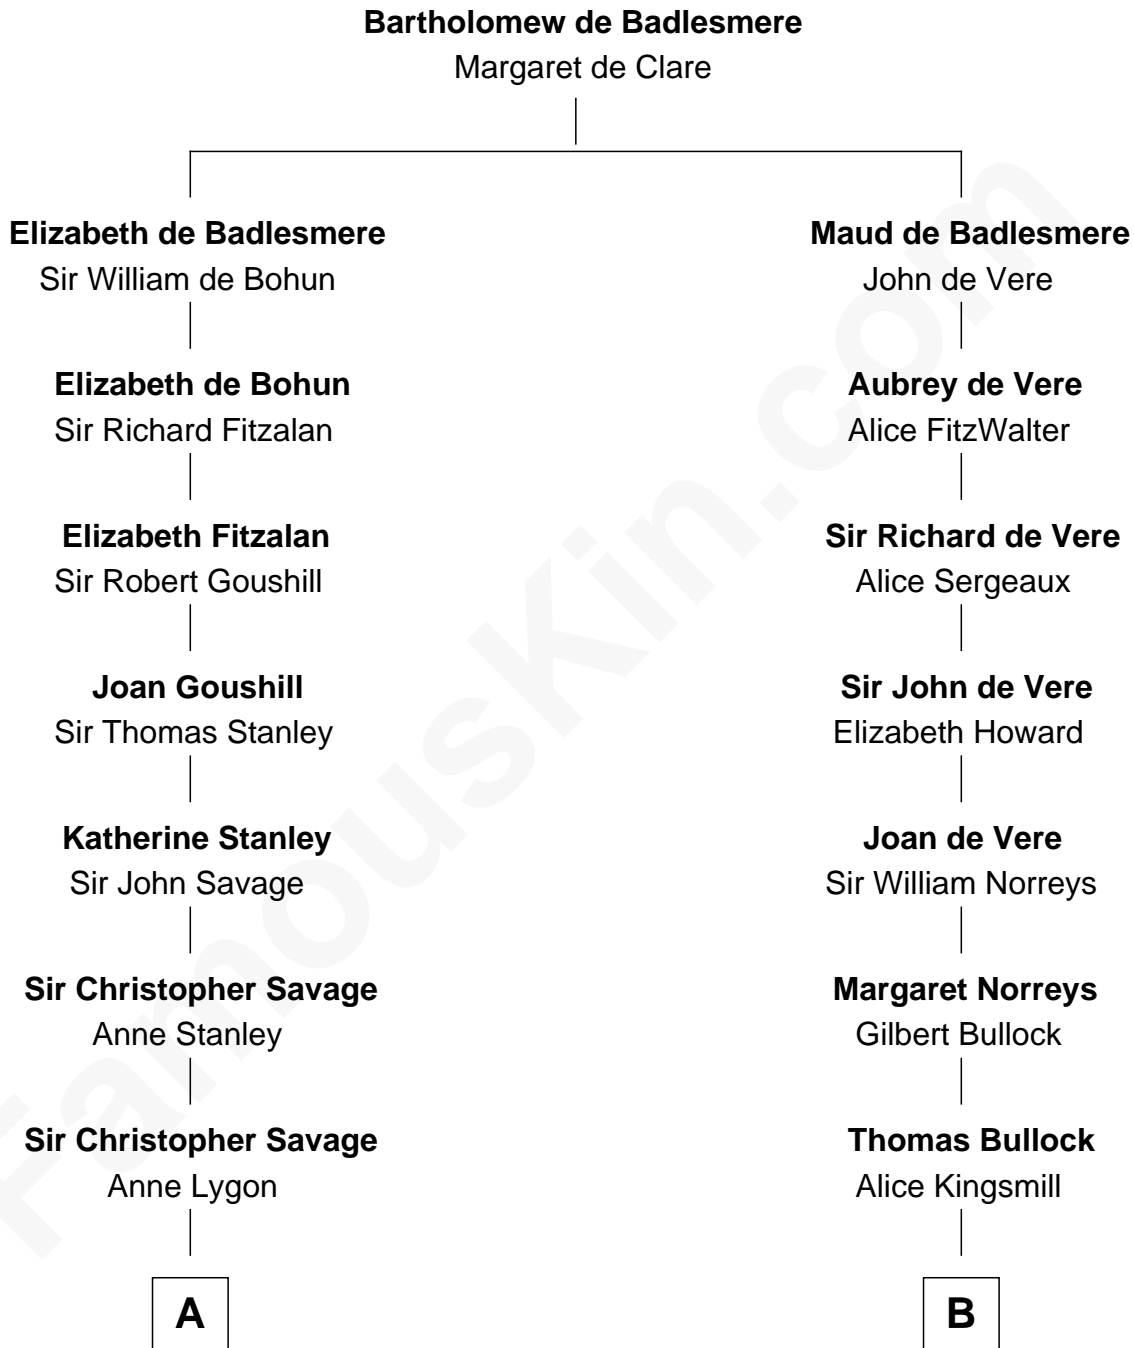 Bartholomew de Badlesmere
Margaret de Clare
Elizabeth de Badlesmere
Sir William de Bohun
Maud de Badlesmere
John de Vere
Elizabeth de Bohun
Sir Richard Fitzalan
Aubrey de Vere
Alice FitzWalter
Elizabeth Fitzalan
Sir Robert Goushill
Sir Richard de Vere
Alice Sergeaux
Joan Goushill
Sir Thomas Stanley
Sir John de Vere
Elizabeth Howard
Katherine Stanley
Sir John Savage
Joan de Vere
Sir William Norreys
Sir Christopher Savage
Anne Stanley
Margaret Norreys
Gilbert Bullock
Sir Christopher Savage
Anne Lygon
Thomas Bullock
Alice Kingsmill
A
B
FamousKin.com